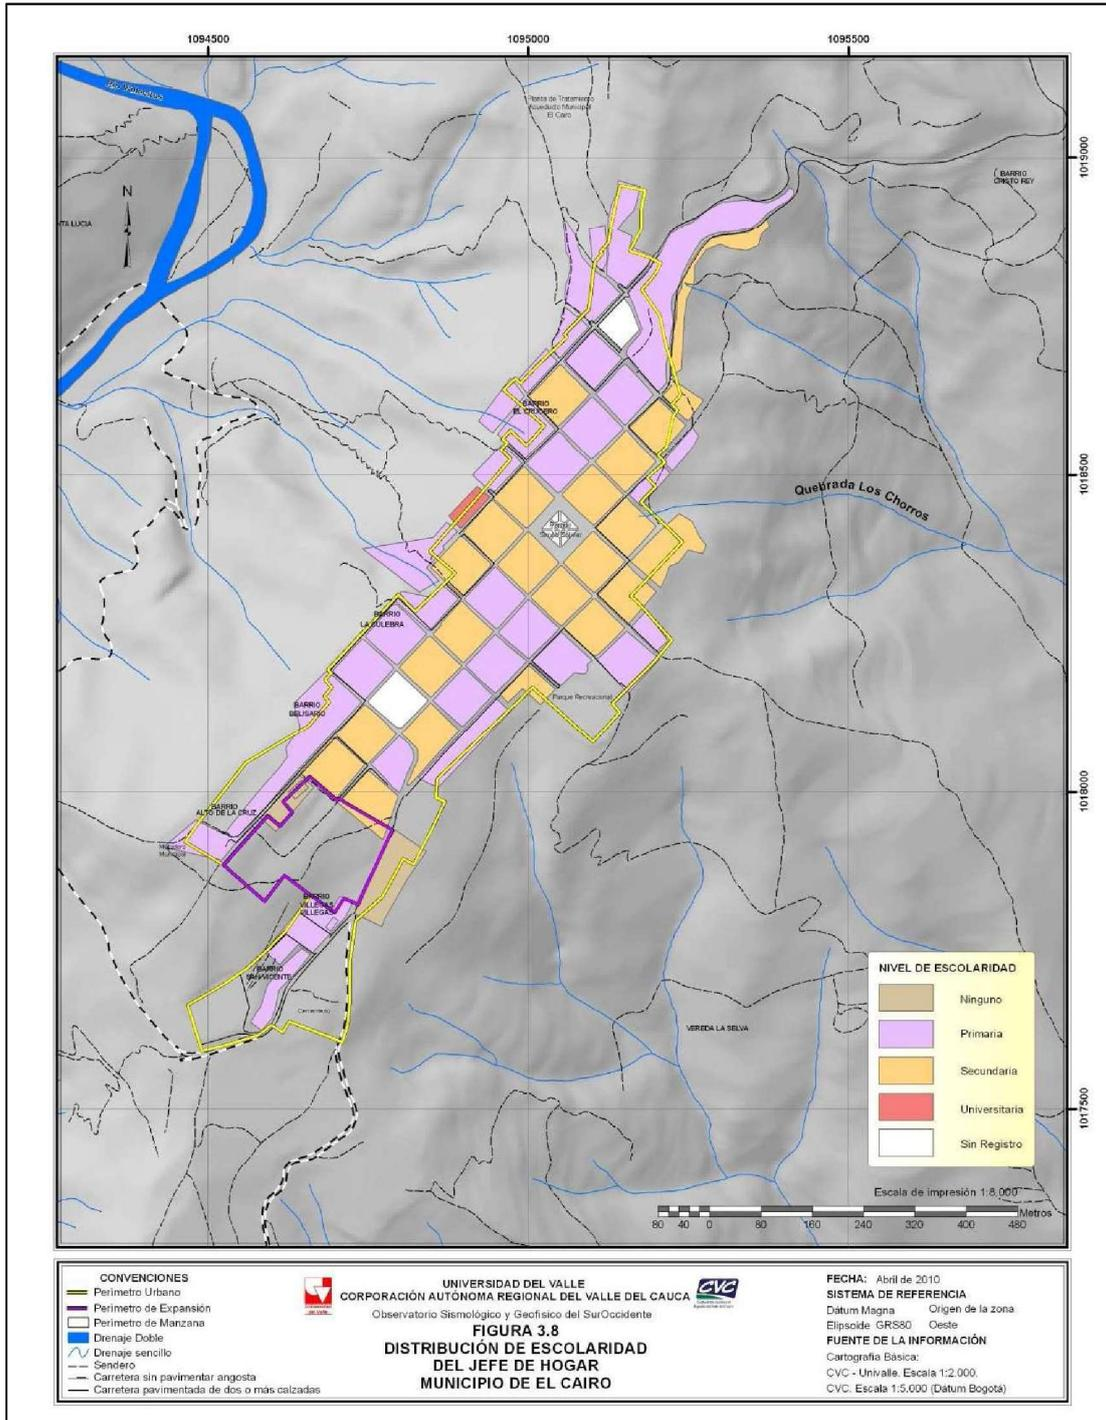 1094500 1095000 1095500
Planta de Tratamiento
Acueducto Municipal
El Cairo
1019000
BARRIO
CRISTO REY
N
TA LUCIA
BARRIO
EL CRUCERO
1018500
Quebrada Los Chorros
Parque
BARRIO
LA CULEBRA
Parque Recreacional
BARRIO
BELISARIO
1018000
BARRIO
ALTO DE LA CRUZ
Matadero
Municipal
BARRIO
VILLEGAS
VILLEGAS
BARRIO
SAN VICENTE
Cementerio
VEREDA LA SELVA
NIVEL DE ESCOLARIDAD
Ninguno
Primaria
Secundaria
Universitaria
Sin Registro
1017500
Escala de impresión 1:8.000
Metros
80 40 0 80 160 240 320 400 480
CONVENCIONES
Perimetro Urbano
Perimetro de Expansión
Perimetro de Manzana
Drenaje Doble
Drenaje sencillo
Sendero
Carretera sin pavimentar angosta
Carretera pavimentada de dos o más calzadas
UNIVERSIDAD DEL VALLE
CORPORACIÓN AUTÓNOMA REGIONAL DEL VALLE DEL CAUCA
CVC
Observatorio Sismológico y Geofisico del SurOccidente
FIGURA 3.8
DISTRIBUCIÓN DE ESCOLARIDAD
DEL JEFE DE HOGAR
MUNICIPIO DE EL CAIRO
FECHA: Abril de 2010
SISTEMA DE REFERENCIA
Dátum Magna Origen de la zona
Elipsoide GRS80 Oeste
FUENTE DE LA INFORMACIÓN
Cartografia Básica:
CVC - Univalle. Escala 1:2.000.
CVC. Escala 1:5.000 (Dátum Bogotá)